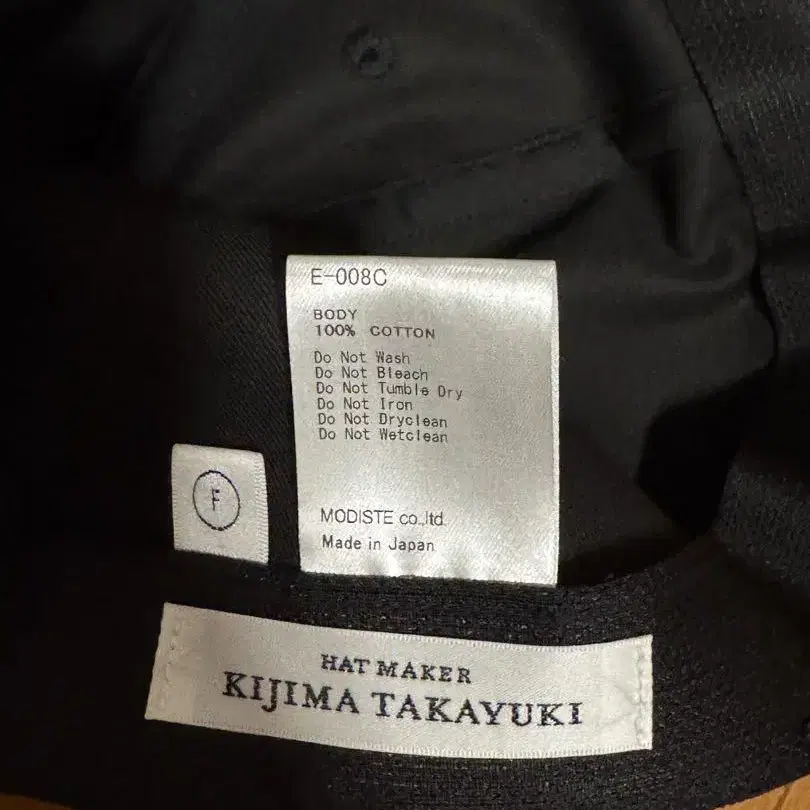 E-008C
BODY
100% COTTON
Do Not Wash
Do Not Bleach
Do Not Tumble Dry
Do Not Iron
Do Not Dryclean
Do Not Wetclean
MODISTE co.,ltd.
Made in Japan
F
HAT MAKER
KIJIMA TAKAYUKI